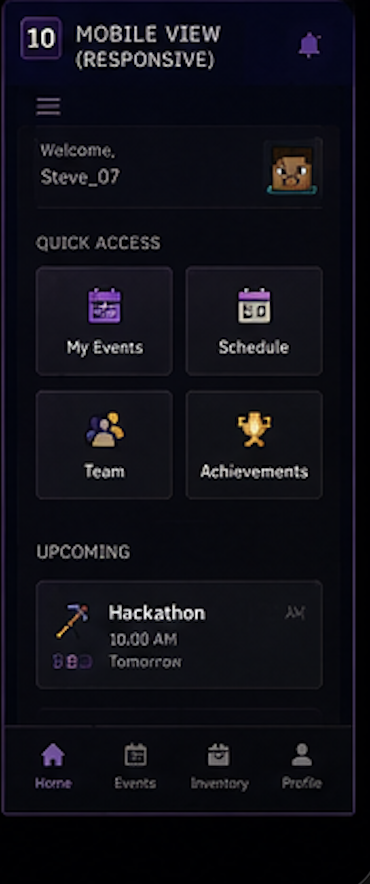 10
MOBILE VIEW
(RESPONSIVE)
Welcome,
Steve_07
QUICK ACCESS
My Events
Schedule
Team
Achievements
UPCOMING
Hackathon
10.00 AM
Tomorrow
Home
Events
Inventory
Profile